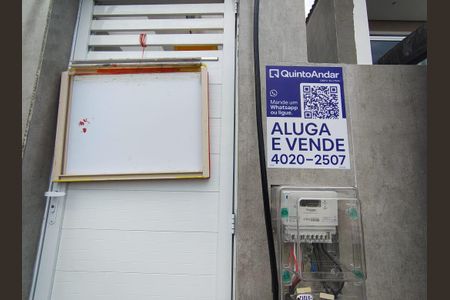 QuintoAndar
Mande um
Whatsapp
ou ligue.
ALUGA
E VENDE
4020-2507